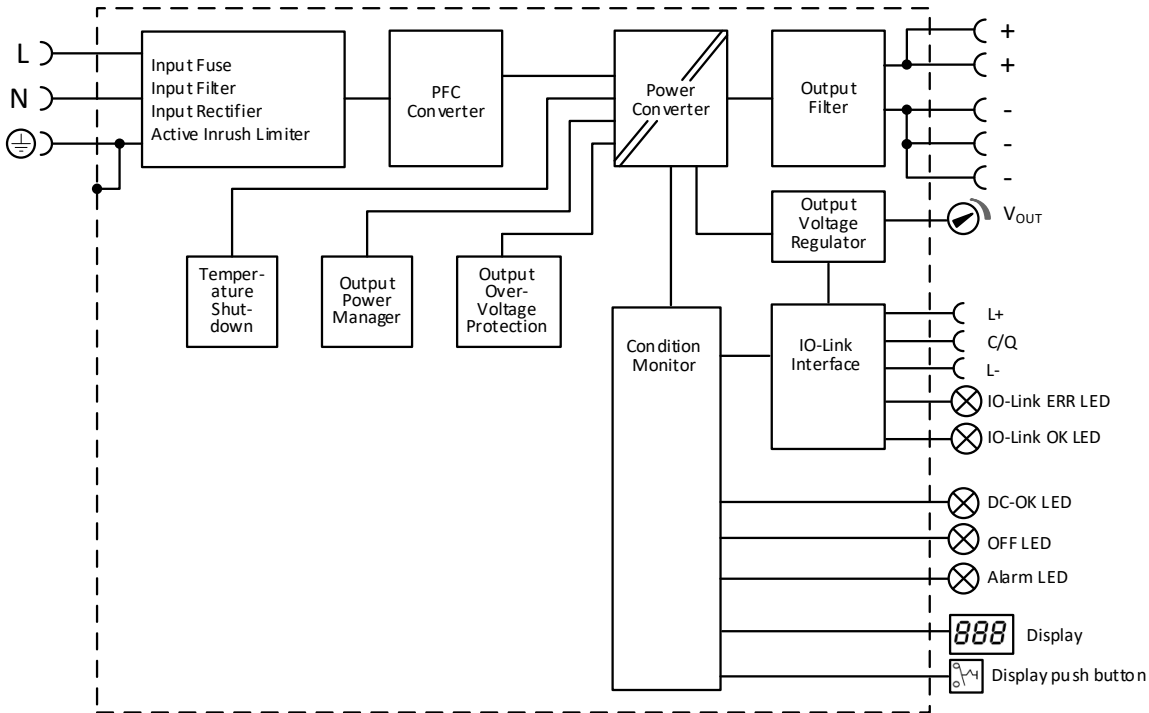 L
N
Input Fuse
Input Filter
Input Rectifier
Active Inrush Limiter
PFC
Converter
Power
Converter
Output
Filter
+
+
-
-
-
Output
Voltage
Regulator
VOUT
Temper-
ature
Shut-
down
Output
Power
Manager
Output
Over-
Voltage
Protection
Condition
Monitor
IO-Link
Interface
L+
C/Q
L-
IO-Link ERR LED
IO-Link OK LED
DC-OK LED
OFF LED
Alarm LED
888
Display
Display push button